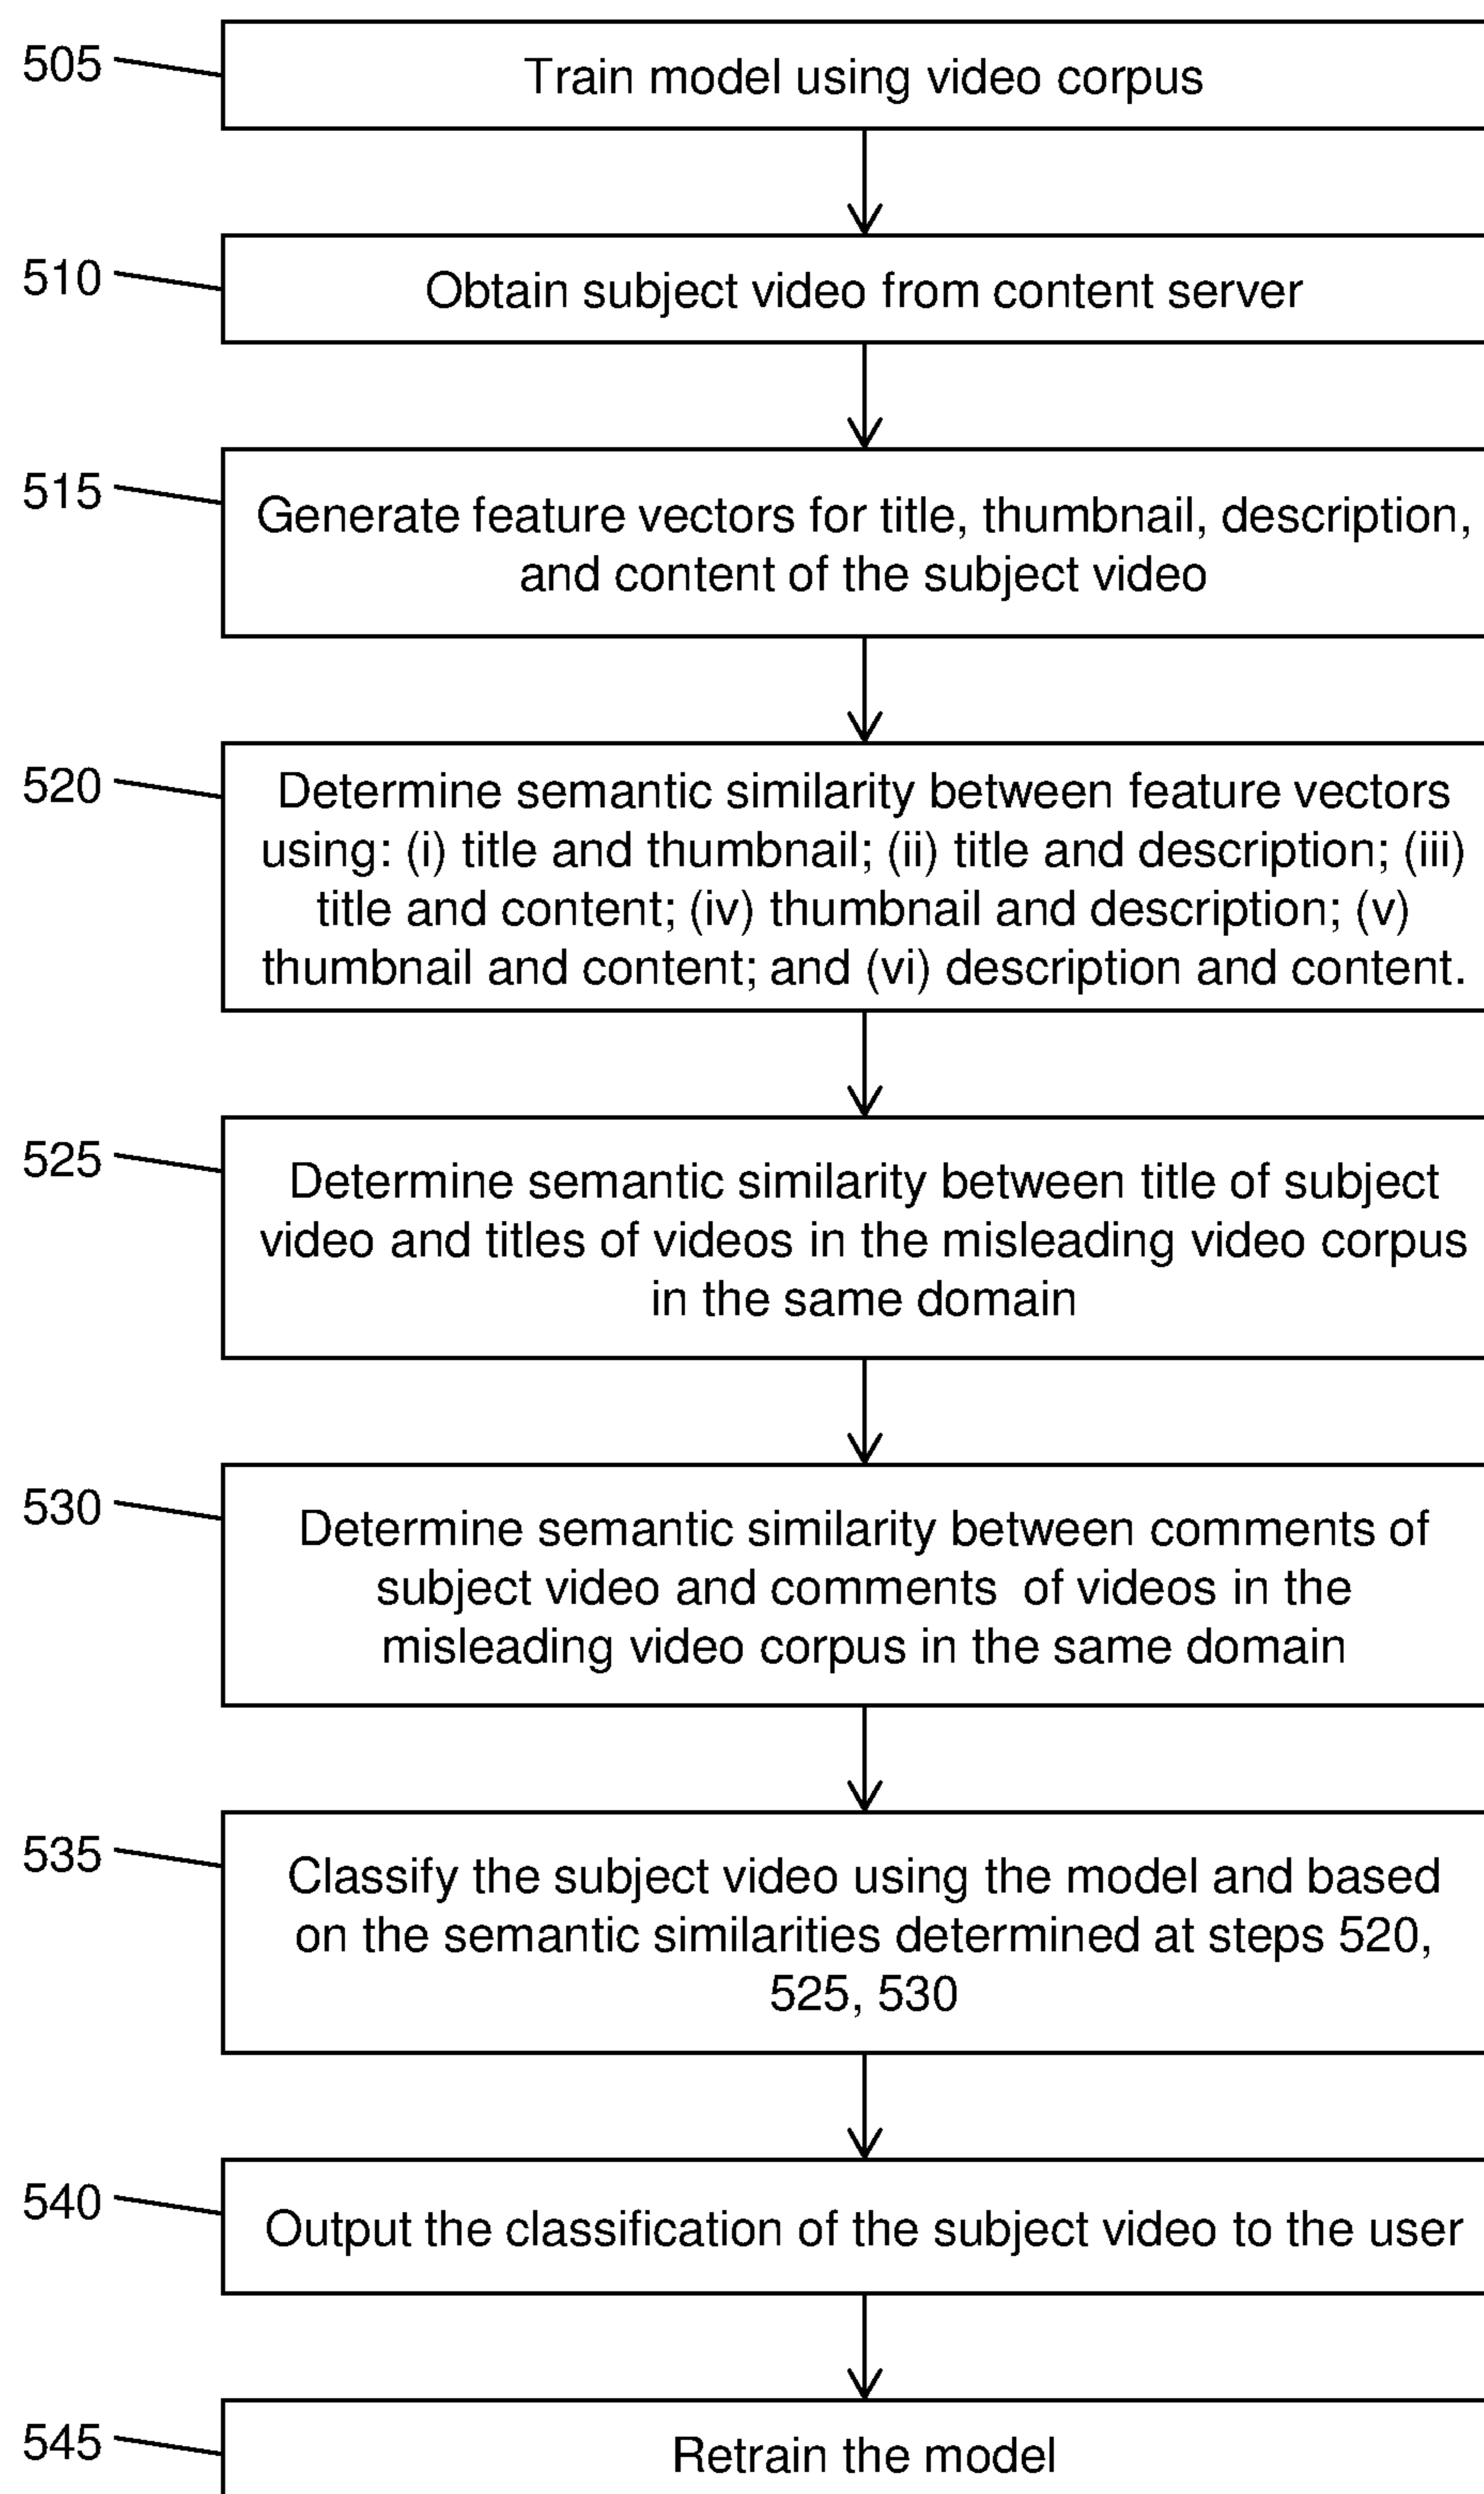 505
Train model using video corpus
510
Obtain subject video from content server
515
Generate feature vectors for title, thumbnail, description,
and content of the subject video
520
Determine semantic similarity between feature vectors
using: (i) title and thumbnail; (ii) title and description; (iii)
title and content; (iv) thumbnail and description; (v)
thumbnail and content; and (vi) description and content.
525
Determine semantic similarity between title of subject
video and titles of videos in the misleading video corpus
in the same domain
530
Determine semantic similarity between comments of
subject video and comments of videos in the
misleading video corpus in the same domain
535
Classify the subject video using the model and based
on the semantic similarities determined at steps 520,
525, 530
540
Output the classification of the subject video to the user
545
Retrain the model